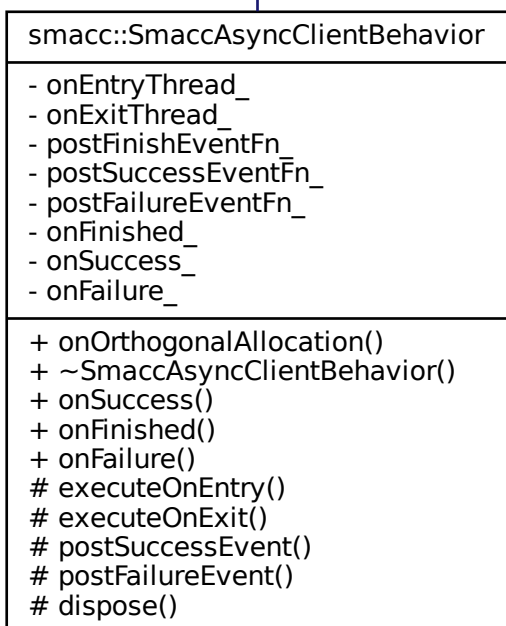 smacc::SmaccAsyncClientBehavior
- onEntryThread_
- onExitThread_
- postFinishEventFn_
- postSuccessEventFn_
- postFailureEventFn_
- onFinished_
- onSuccess_
- onFailure_
+ onOrthogonalAllocation()
+ ~SmaccAsyncClientBehavior()
+ onSuccess()
+ onFinished()
+ onFailure()
# executeOnEntry()
# executeOnExit()
# postSuccessEvent()
# postFailureEvent()
# dispose()